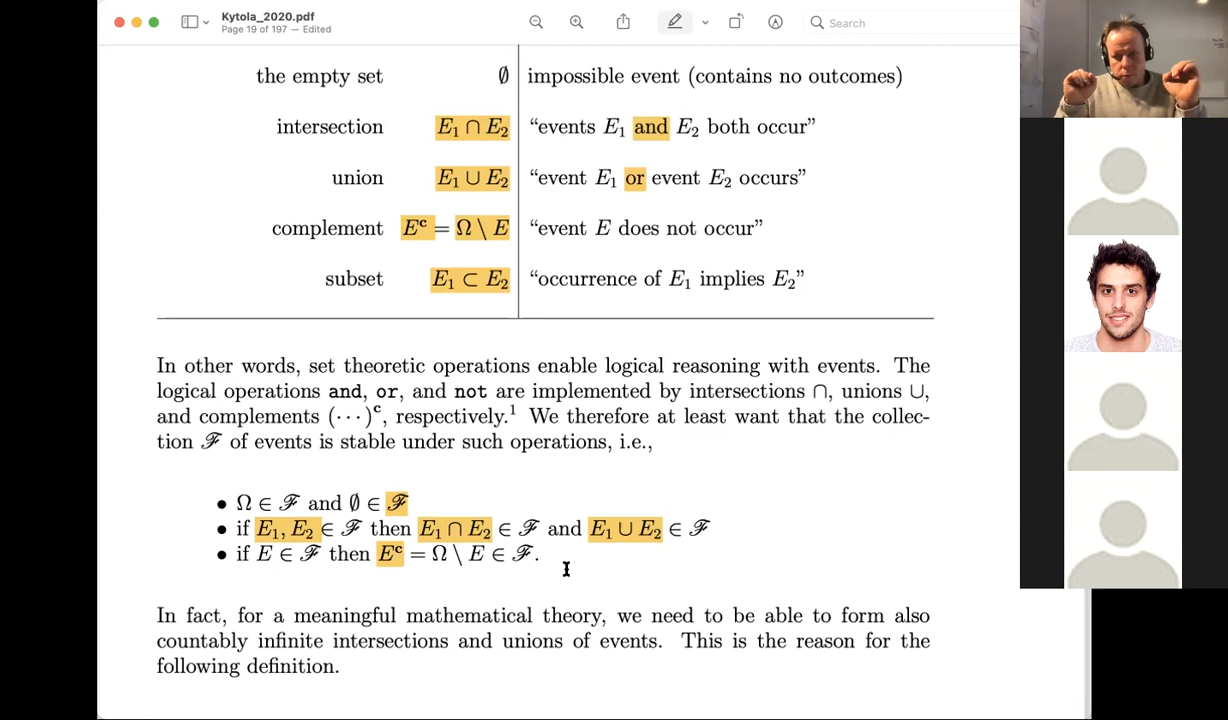 Kytola_2020.pdf
Page 19 of 197 — Edited
Search
the empty set ∅ impossible event (contains no outcomes)
intersection E₁ ∩ E₂ “events E₁ and E₂ both occur”
union E₁ ∪ E₂ “event E₁ or event E₂ occurs”
complement Eᶜ = Ω \ E “event E does not occur”
subset E₁ ⊂ E₂ “occurrence of E₁ implies E₂”
In other words, set theoretic operations enable logical reasoning with events. The
logical operations and, or, and not are implemented by intersections ∩, unions ∪,
and complements (···)ᶜ, respectively.¹ We therefore at least want that the collec-
tion ℱ of events is stable under such operations, i.e.,
• Ω ∈ ℱ and ∅ ∈ ℱ
• if E₁, E₂ ∈ ℱ then E₁ ∩ E₂ ∈ ℱ and E₁ ∪ E₂ ∈ ℱ
• if E ∈ ℱ then Eᶜ = Ω \ E ∈ ℱ.
In fact, for a meaningful mathematical theory, we need to be able to form also
countably infinite intersections and unions of events. This is the reason for the
following definition.